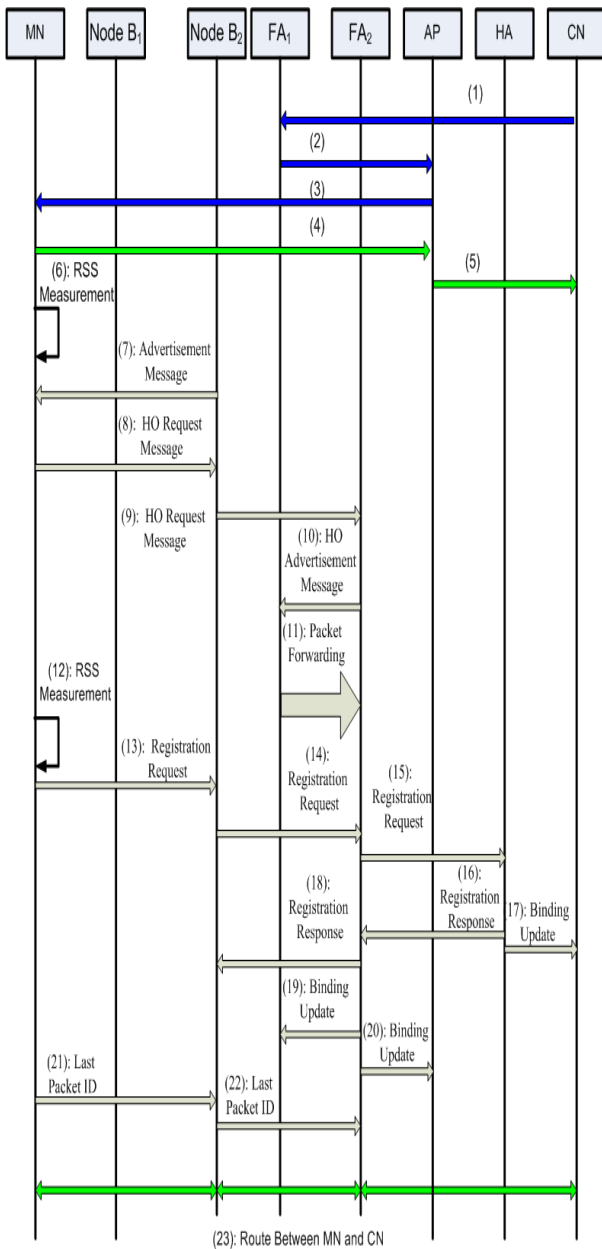 MN
Node B1
Node B2
FA1
FA2
AP
HA
CN
(1)
(2)
(3)
(4)
(5)
(6): RSS
Measurement
(7): Advertisement
Message
(8): HO Request
Message
(9): HO Request
Message
(10): HO
Advertisement
Message
(11): Packet
Forwarding
(12): RSS
Measurement
(13): Registration
Request
(14):
Registration
Request
(15):
Registration
Request
(16):
Registration
Response
(17): Binding
Update
(18):
Registration
Response
(19): Binding
Update
(20): Binding
Update
(21): Last
Packet ID
(22): Last
Packet ID
(23): Route Between MN and CN